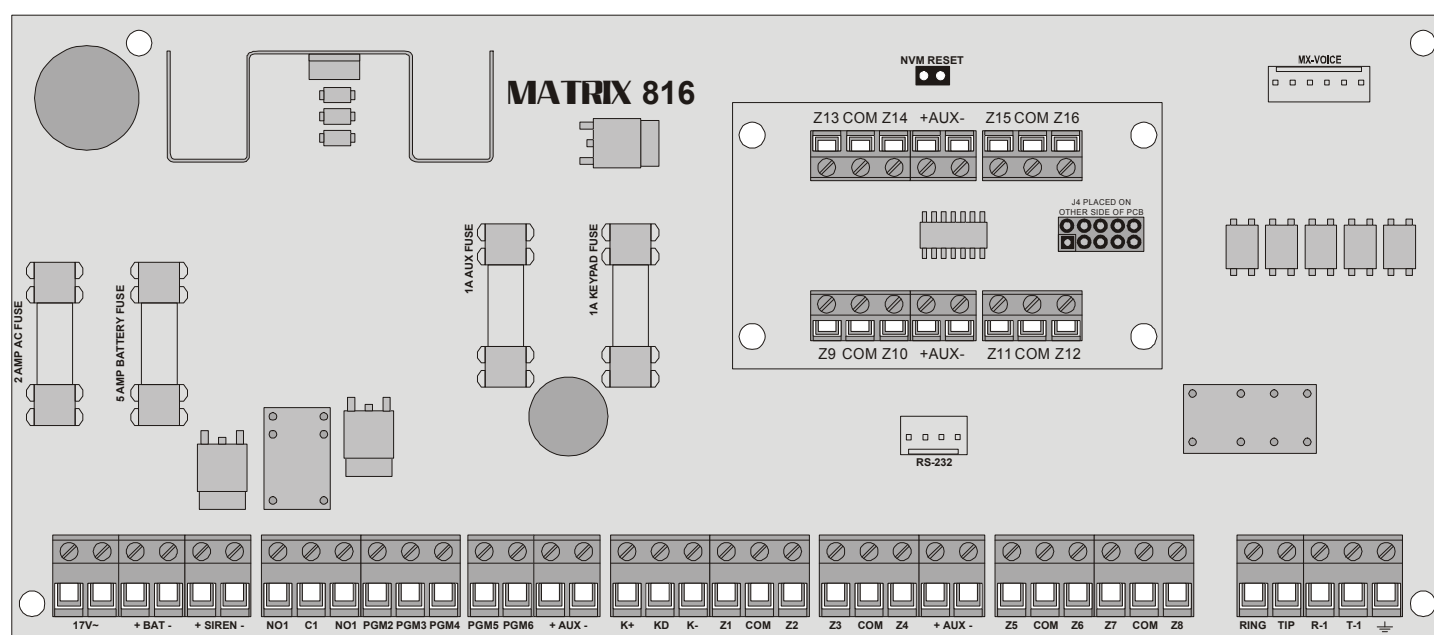 NVM RESET
MX-VOICE
MATRIX 816
Z13 COM Z14 +AUX- Z15 COM Z16
J4 PLACED ON
OTHER SIDE OF PCB
2 AMP AC FUSE
5 AMP BATTERY FUSE
1A AUX FUSE
1A KEYPAD FUSE
Z9 COM Z10 +AUX- Z11 COM Z12
RS-232
17V~ + BAT - + SIREN - NO1 C1 NO1 PGM2 PGM3 PGM4 PGM5 PGM6 + AUX - K+ KD K- Z1 COM Z2 Z3 COM Z4 + AUX - Z5 COM Z6 Z7 COM Z8 RING TIP R-1 T-1